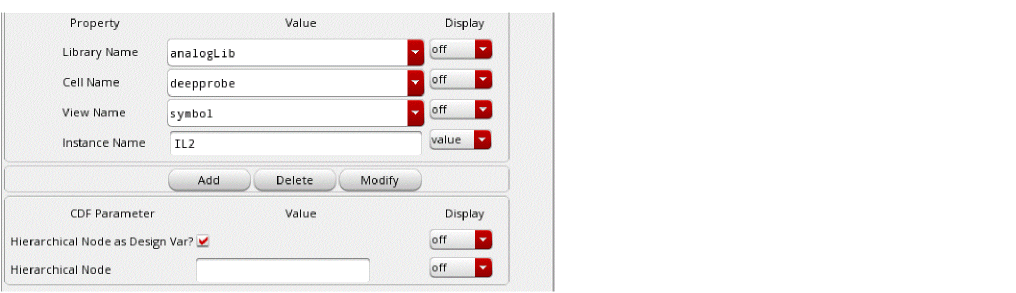 Property Value Display
Library Name analogLib off
Cell Name deepprobe off
View Name symbol off
Instance Name IL2 value
Add Delete Modify
CDF Parameter Value Display
Hierarchical Node as Design Var? off
Hierarchical Node off